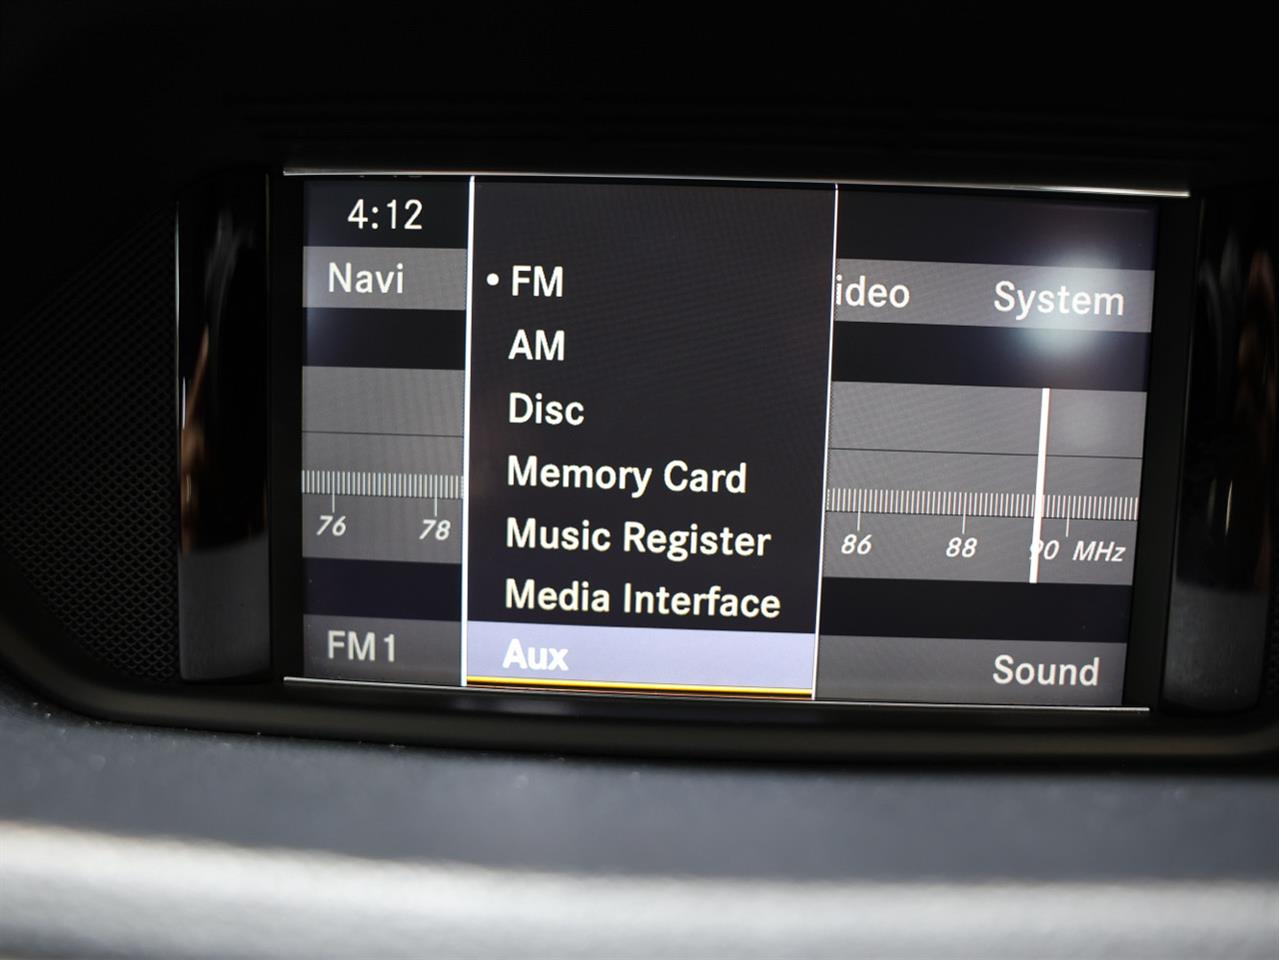 4:12
Navi
• FM
AM
Disc
Memory Card
Music Register
Media Interface
Aux
ideo
System
76 78 86 88 90 MHz
FM1
Sound